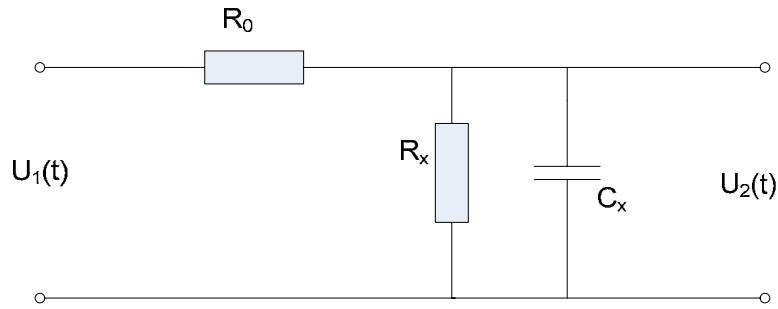 R₀
Rₓ
U₁(t)
Cₓ
U₂(t)